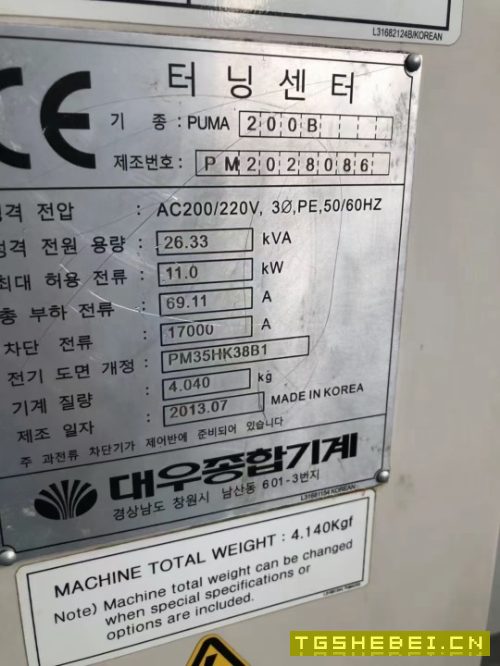 L31682124B/KOREAN
CE
터닝센터
기 종 : PUMA 200B
제조번호 : PM2028086
격 전압 : AC200/220V, 3Ø,PE,50/60HZ
격 전원 용량 : 26.33 kVA
최대 허용 전류 : 11.0 kW
총 부하 전류 : 69.11 A
차단 전류 : 17000 A
전기 도면 개정 : PM35HK38B1
기계 질량 : 4.040 kg
제조 일자 : 2013.07 MADE IN KOREA
주 과전류 차단기가 제어반에 준비되어 있습니다
대우종합기계
경상남도 창원시 남산동 601-3번지
L31681154 KOREAN
MACHINE TOTAL WEIGHT : 4.140Kgf
Note) Machine total weight can be changed
when special specifications or
options are included.
TGSHEBEI.CN